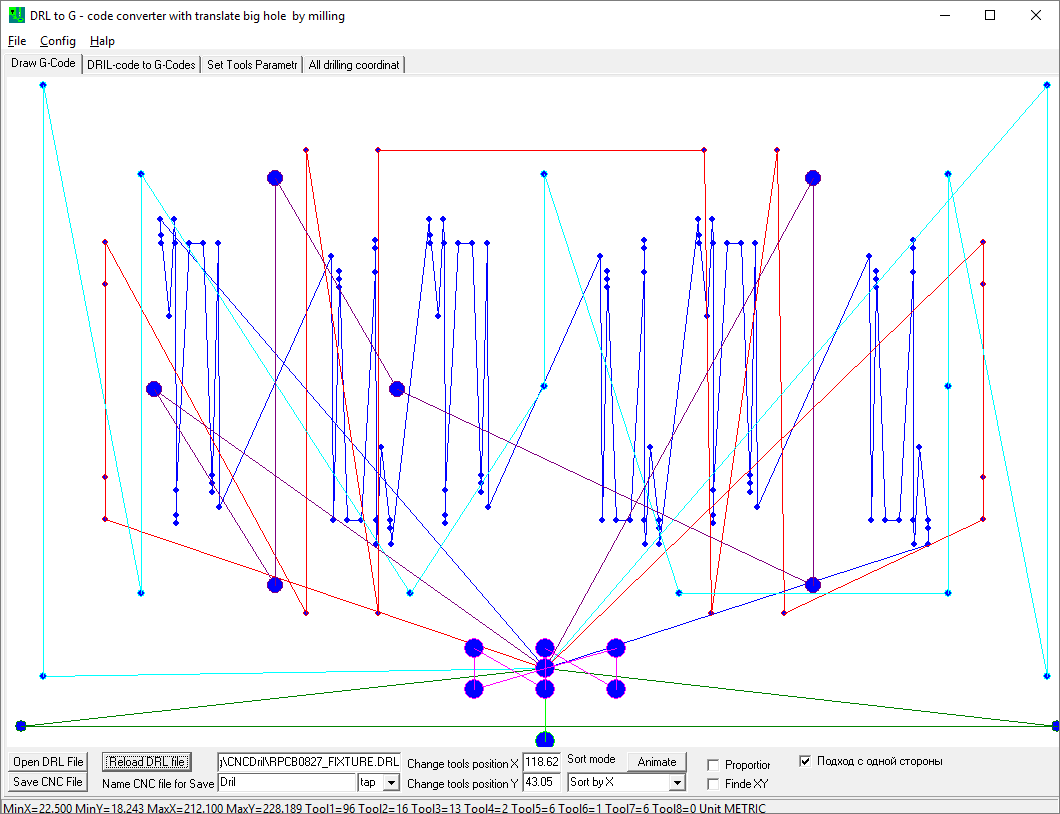 DRL to G - code converter with translate big hole by milling
File Config Halp
Draw G-Code DRIL-code to G-Codes Set Tools Parametr All drilling coordinat
Open DRL File Reload DRL file \CNCDril\RPCB0827_FIXTURE.DRL Change tools position X 118.62 Sort mode Animate Proportior Подход с одной стороны
Save CNC File Name CNC file for Save Dril tap Change tools position Y 43.05 Sort by X Finde XY
MinX=22,500 MinY=18,243 MaxX=212,100 MaxY=228,189 Tool1=96 Tool2=16 Tool3=13 Tool4=2 Tool5=6 Tool6=1 Tool7=6 Tool8=0 Unit METRIC